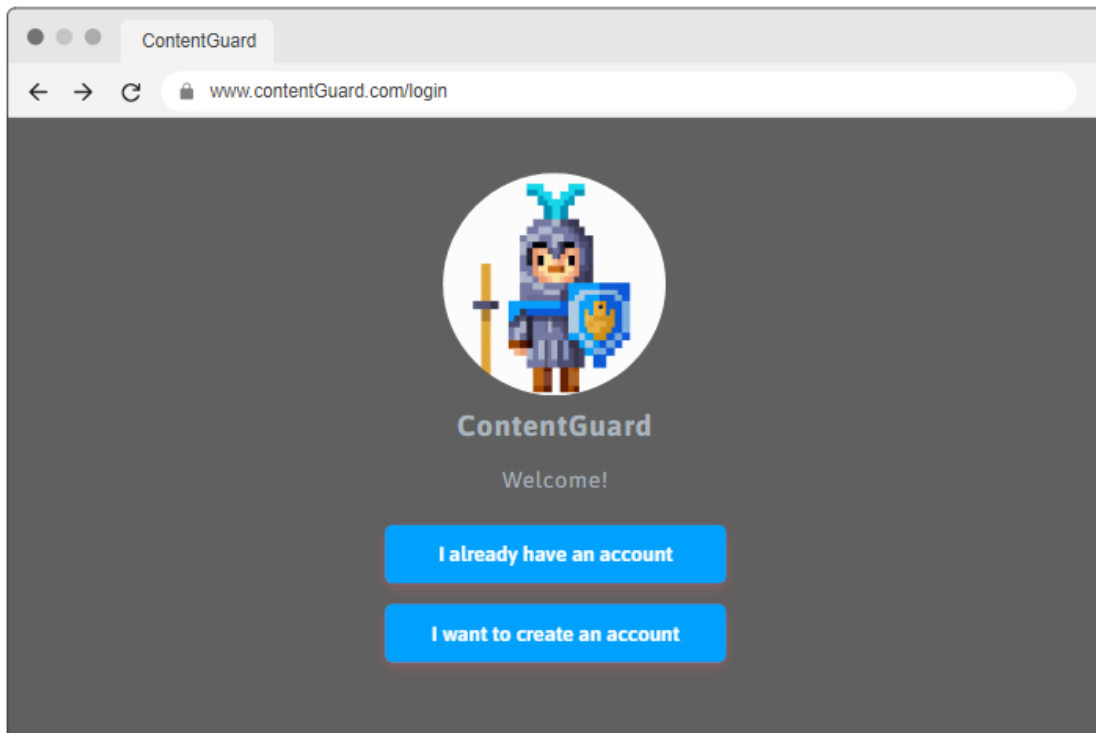 ContentGuard
www.contentGuard.com/login
ContentGuard
Welcome!
I already have an account
I want to create an account